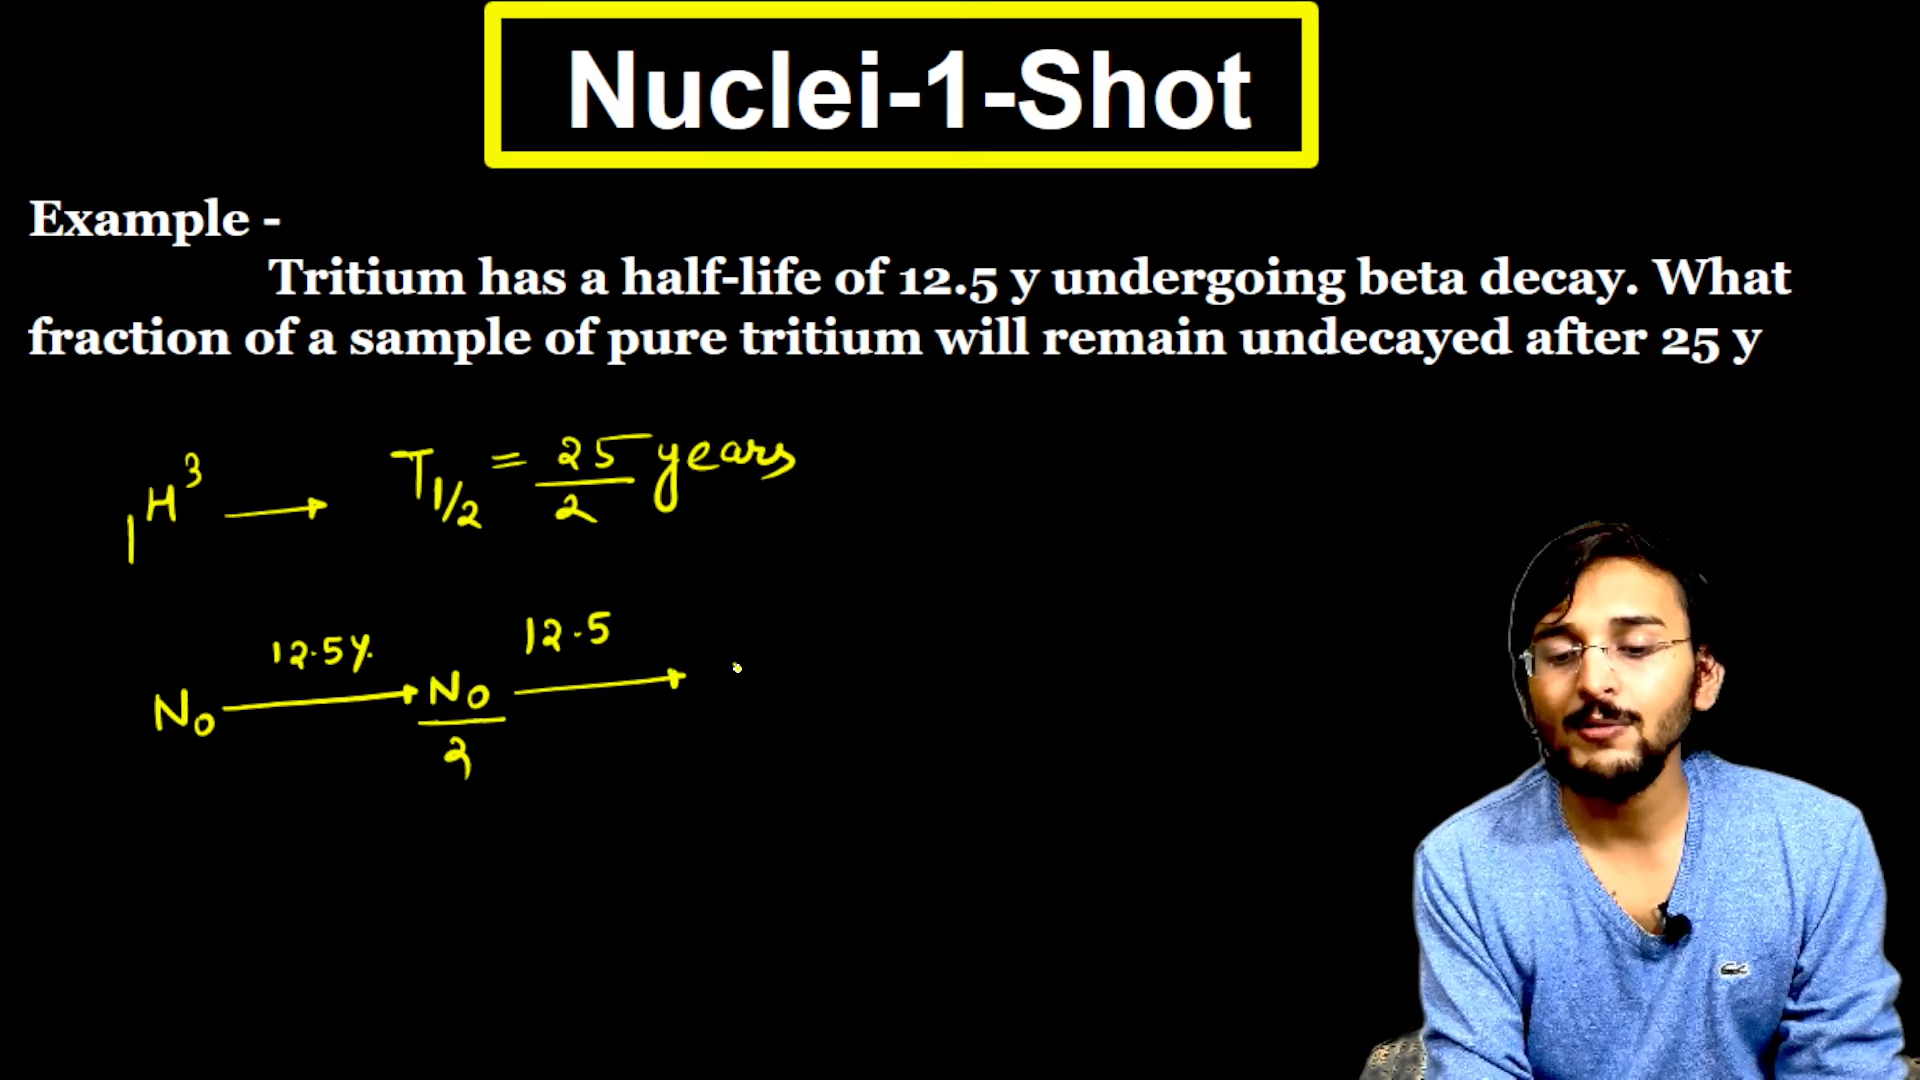 Nuclei-1-Shot
Example -
Tritium has a half-life of 12.5 y undergoing beta decay. What
fraction of a sample of pure tritium will remain undecayed after 25 y
₁H³ → T₁/₂ = 25/2 years
12.5y. 12.5
N₀ → N₀/2 →